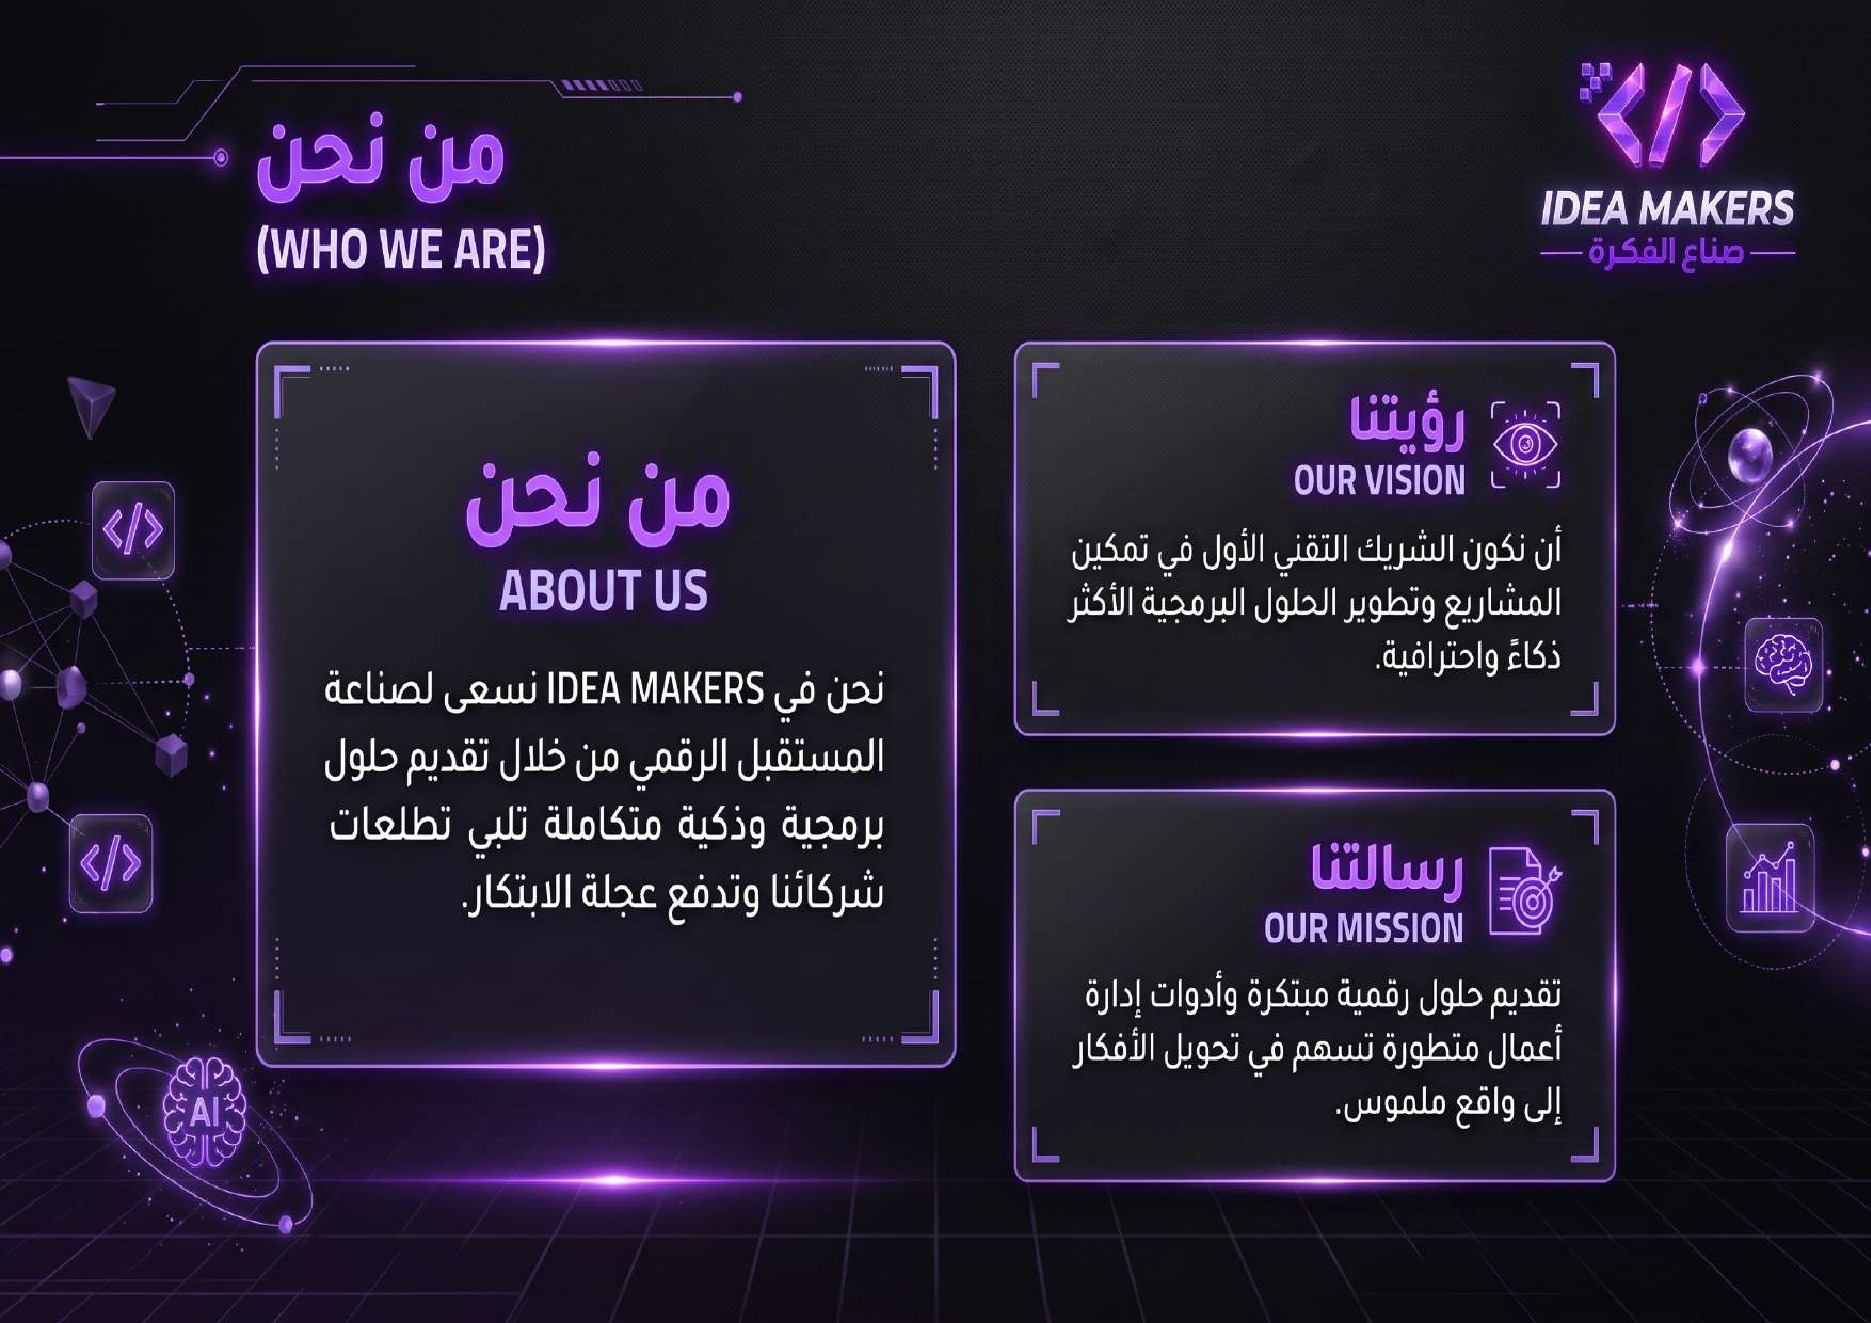 من نحن
(WHO WE ARE)
IDEA MAKERS
صناع الفكرة
من نحن
ABOUT US
نحن في IDEA MAKERS نسعى لصناعة
المستقبل الرقمي من خلال تقديم حلول
برمجية وذكية متكاملة تلبي تطلعات
شركائنا وتدفع عجلة الابتكار.
رؤيتنا
OUR VISION
أن نكون الشريك التقني الأول في تمكين
المشاريع وتطوير الحلول البرمجية الأكثر
ذكاءً واحترافية.
رسالتنا
OUR MISSION
تقديم حلول رقمية مبتكرة وأدوات إدارة
أعمال متطورة تسهم في تحويل الأفكار
إلى واقع ملموس.
AI